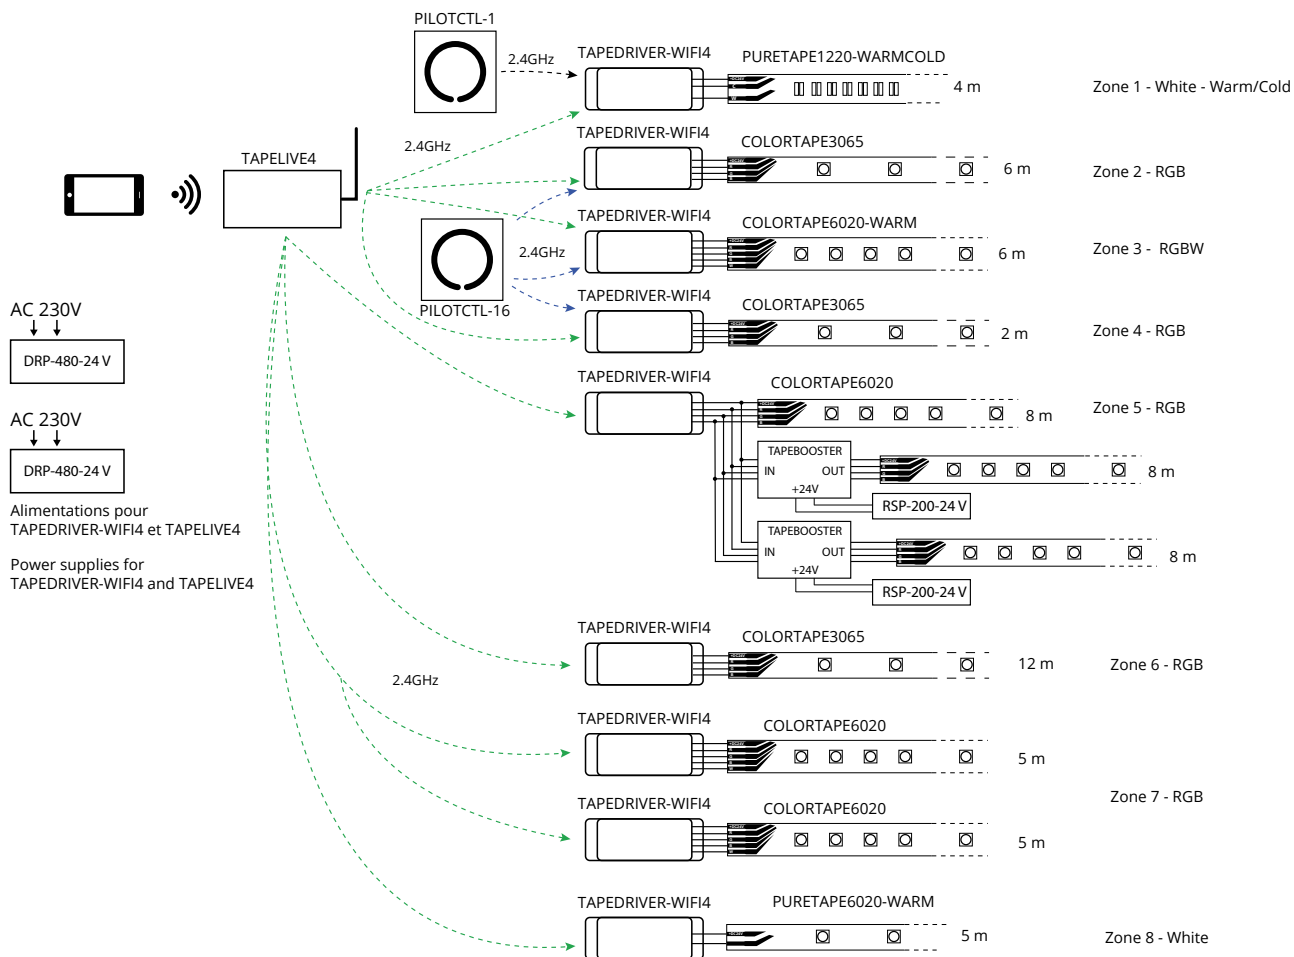 PILOTCTL-1
2.4GHz
TAPEDRIVER-WIFI4
PURETAPE1220-WARMCOLD
4 m
Zone 1 - White - Warm/Cold
TAPELIVE4
2.4GHz
TAPEDRIVER-WIFI4
COLORTAPE3065
6 m
Zone 2 - RGB
TAPEDRIVER-WIFI4
COLORTAPE6020-WARM
6 m
Zone 3 - RGBW
2.4GHz
PILOTCTL-16
TAPEDRIVER-WIFI4
COLORTAPE3065
2 m
Zone 4 - RGB
AC 230V
DRP-480-24 V
AC 230V
DRP-480-24 V
Alimentations pour
TAPEDRIVER-WIFI4 et TAPELIVE4
Power supplies for
TAPEDRIVER-WIFI4 and TAPELIVE4
TAPEDRIVER-WIFI4
COLORTAPE6020
8 m
Zone 5 - RGB
TAPEBOOSTER
IN OUT
+24V
8 m
RSP-200-24 V
TAPEBOOSTER
IN OUT
+24V
8 m
RSP-200-24 V
TAPEDRIVER-WIFI4
COLORTAPE3065
12 m
Zone 6 - RGB
2.4GHz
TAPEDRIVER-WIFI4
COLORTAPE6020
5 m
Zone 7 - RGB
TAPEDRIVER-WIFI4
COLORTAPE6020
5 m
TAPEDRIVER-WIFI4
PURETAPE6020-WARM
5 m
Zone 8 - White